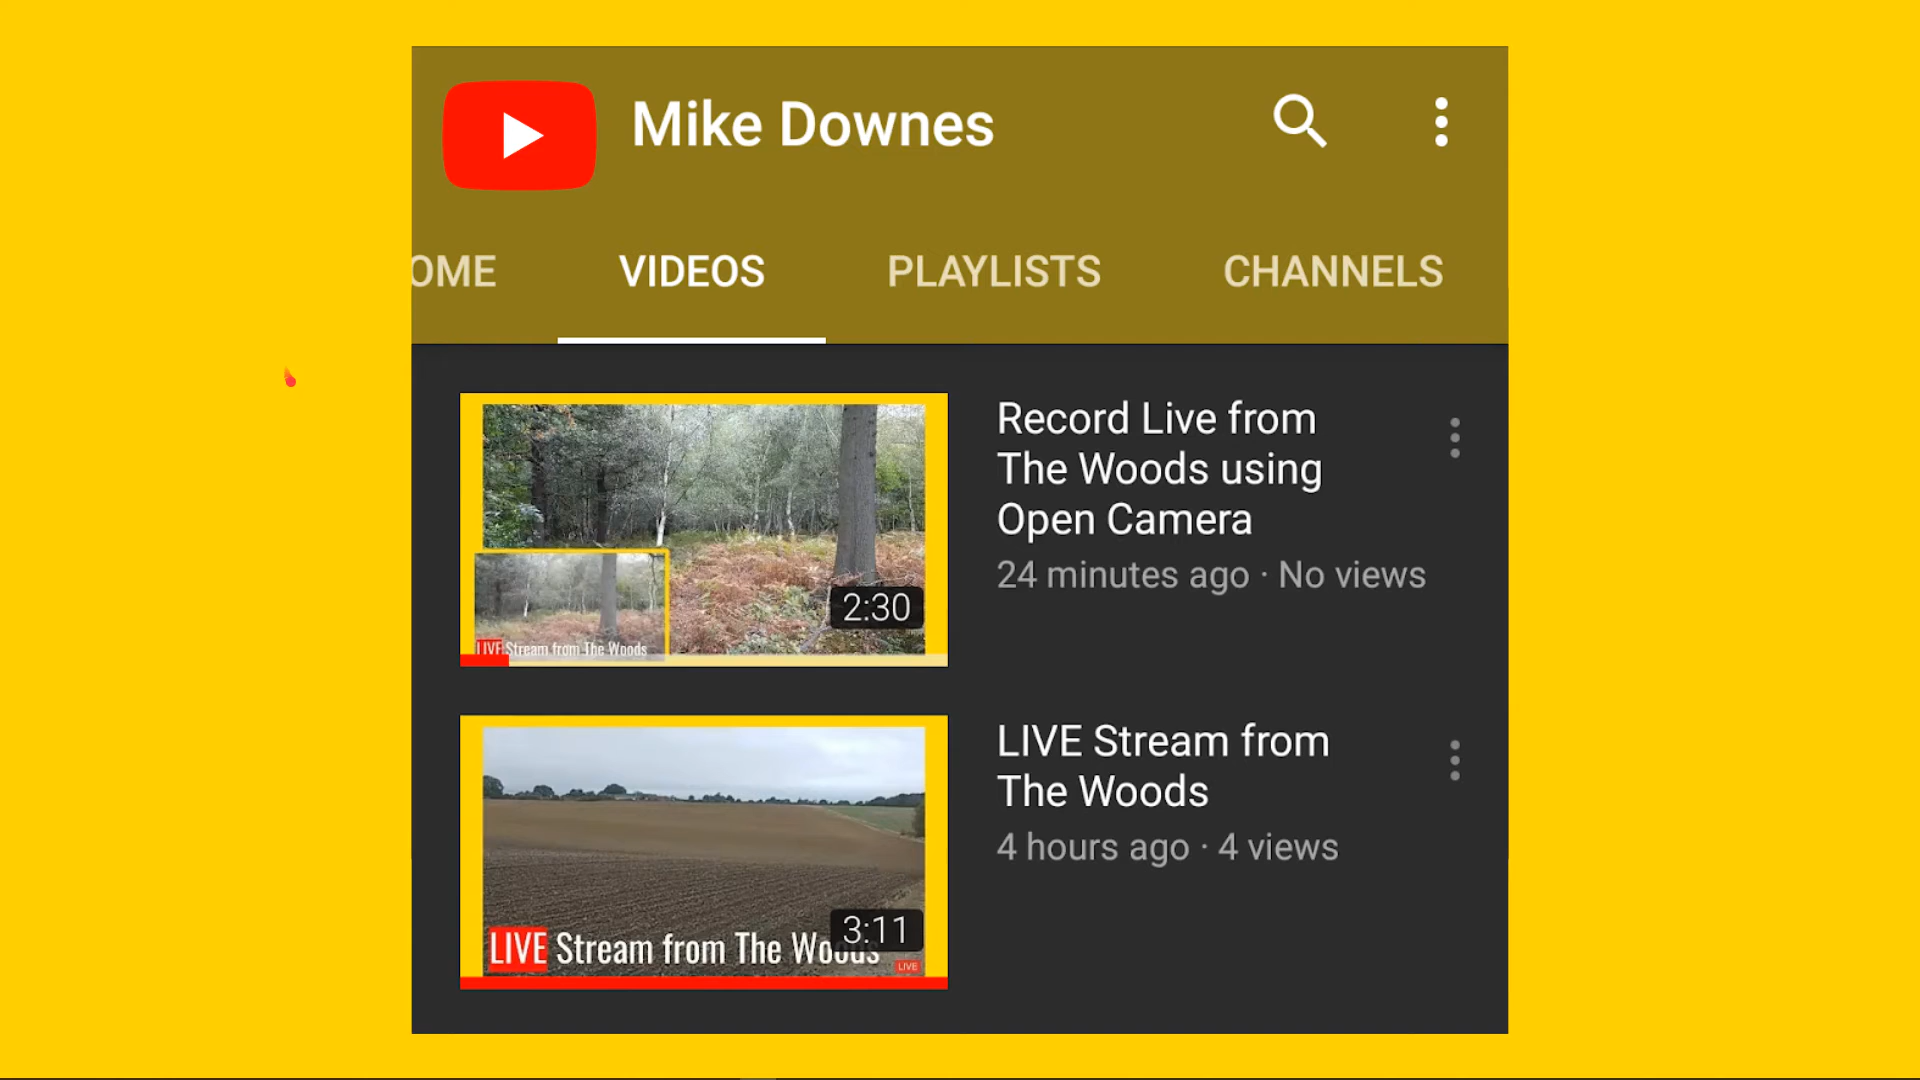 Mike Downes
OME
VIDEOS
PLAYLISTS
CHANNELS
LIVE Stream from The Woods
2:30
Record Live from
The Woods using
Open Camera
24 minutes ago · No views
LIVE Stream from The Woods
3:11
LIVE
LIVE Stream from
The Woods
4 hours ago · 4 views